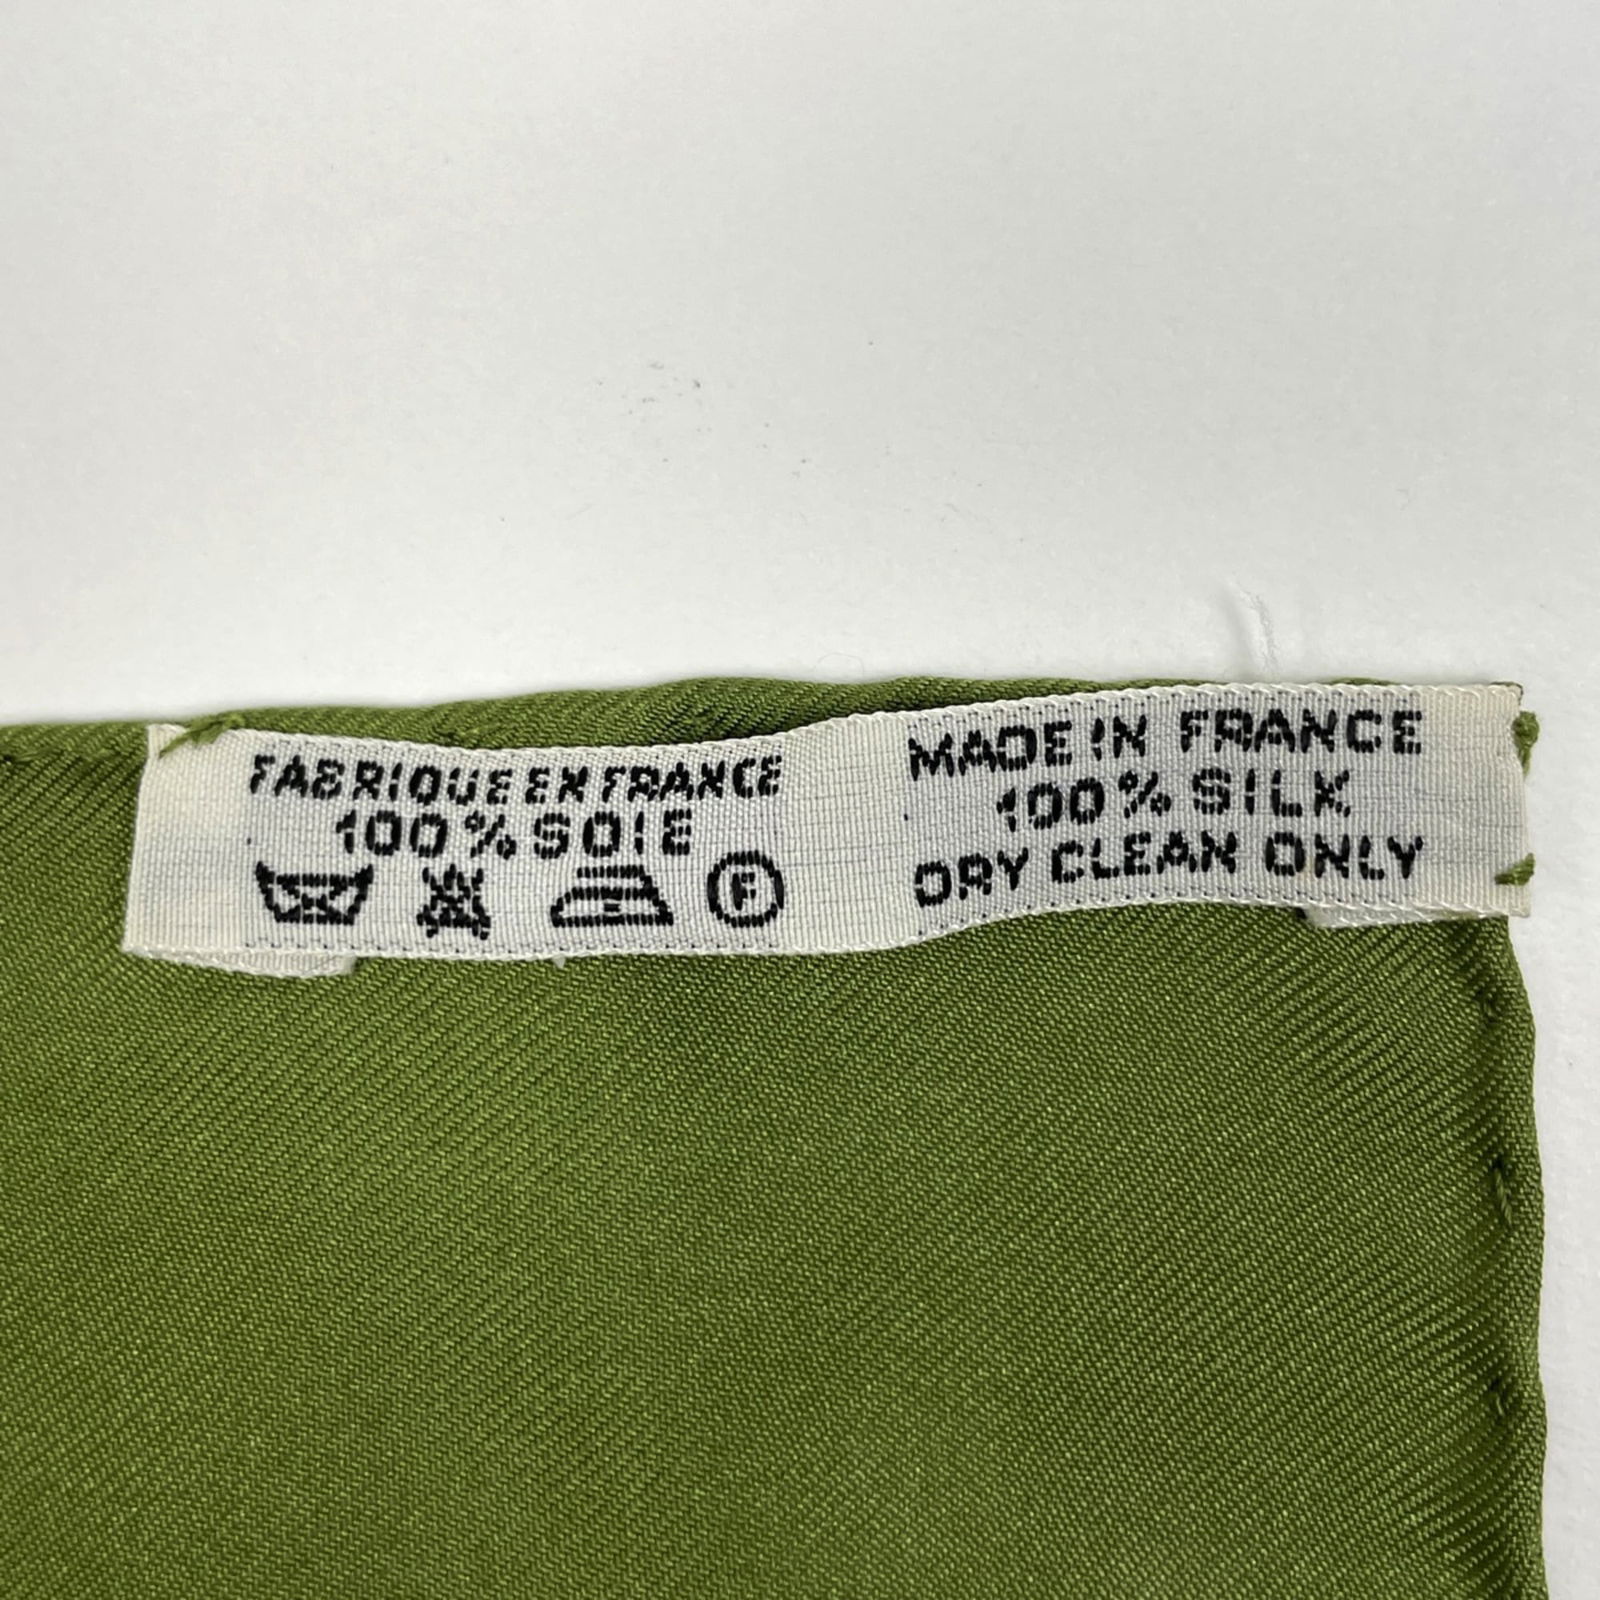 FABRIQUE EN FRANCE
100% SOIE
F
MADE IN FRANCE
100% SILK
DRY CLEAN ONLY